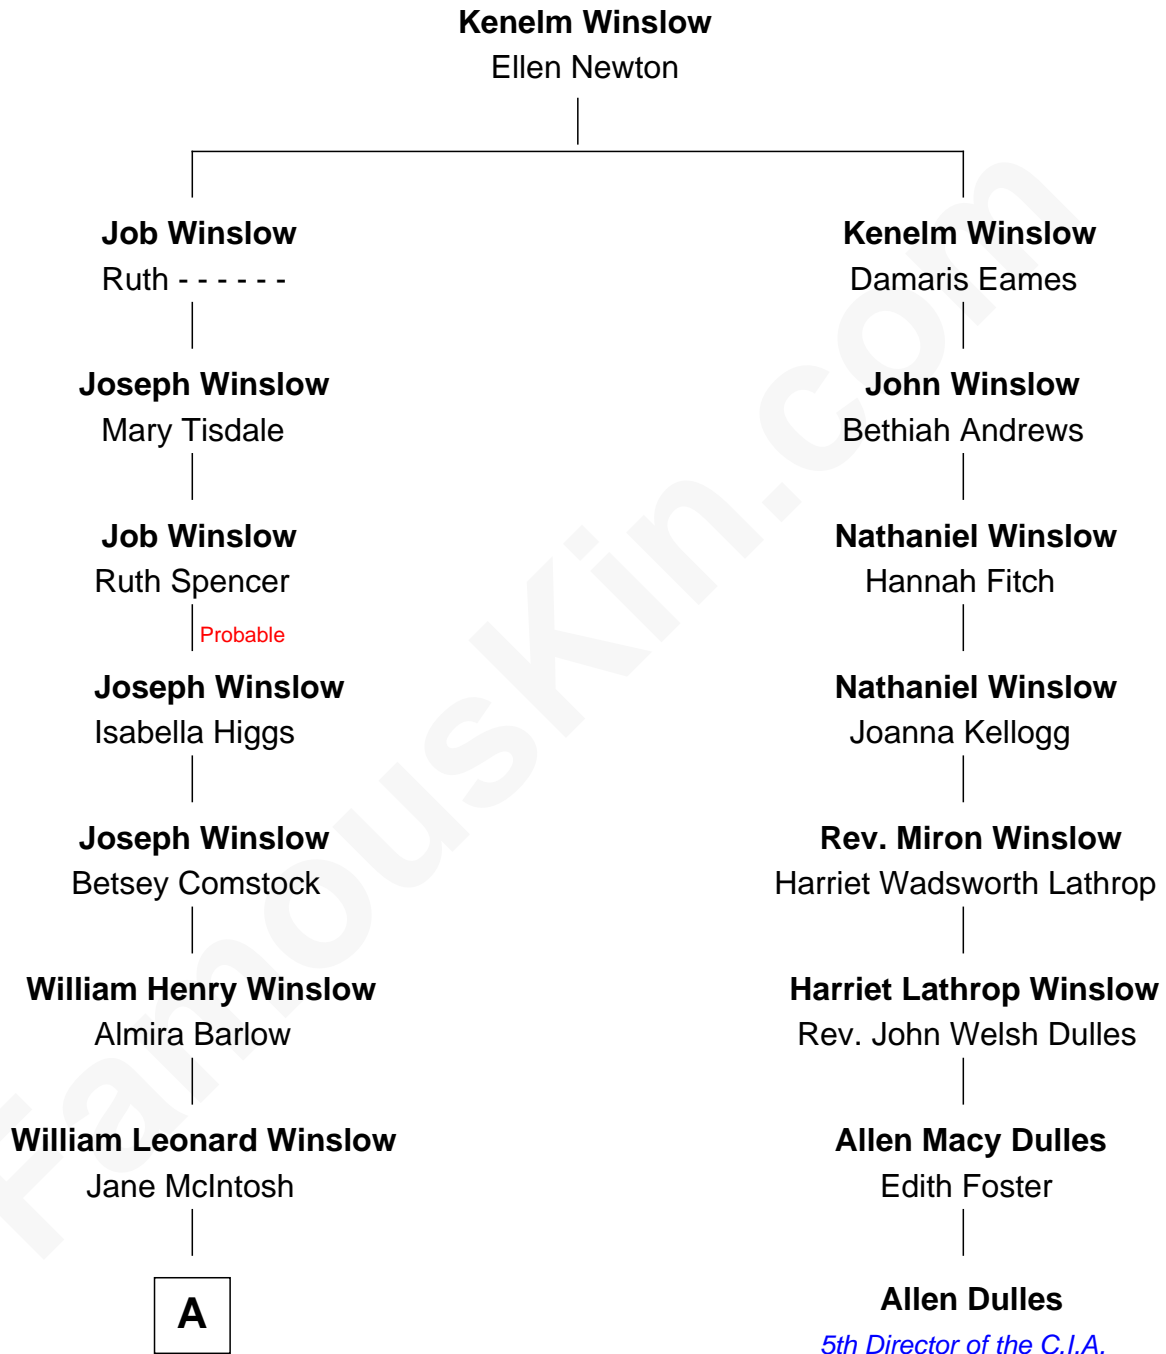 Kenelm Winslow
Ellen Newton
Job Winslow
Ruth - - - - - -
Kenelm Winslow
Damaris Eames
Joseph Winslow
Mary Tisdale
John Winslow
Bethiah Andrews
Job Winslow
Ruth Spencer
Nathaniel Winslow
Hannah Fitch
Probable
Joseph Winslow
Isabella Higgs
Nathaniel Winslow
Joanna Kellogg
Joseph Winslow
Betsey Comstock
Rev. Miron Winslow
Harriet Wadsworth Lathrop
William Henry Winslow
Almira Barlow
Harriet Lathrop Winslow
Rev. John Welsh Dulles
William Leonard Winslow
Jane McIntosh
Allen Macy Dulles
Edith Foster
A
Allen Dulles
5th Director of the C.I.A.
FamousKin.com